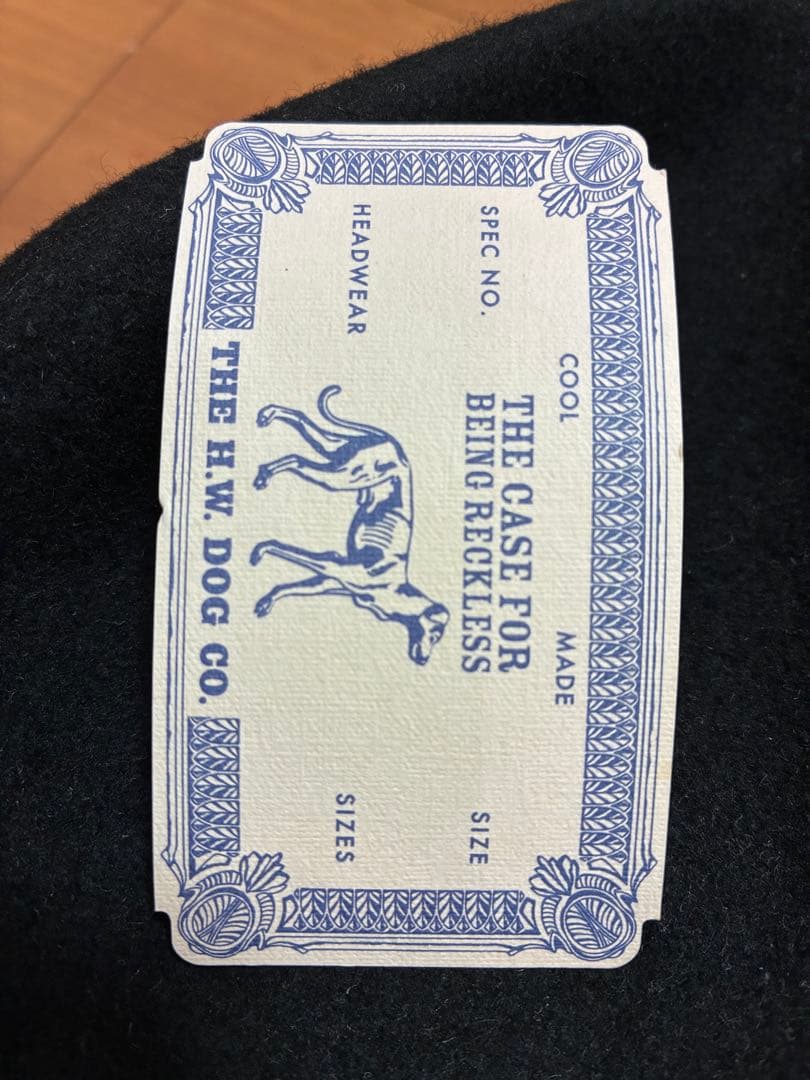 COOL MADE
THE CASE FOR
BEING RECKLESS
SPEC NO. SIZE
HEADWEAR SIZES
THE H.W. DOG CO.